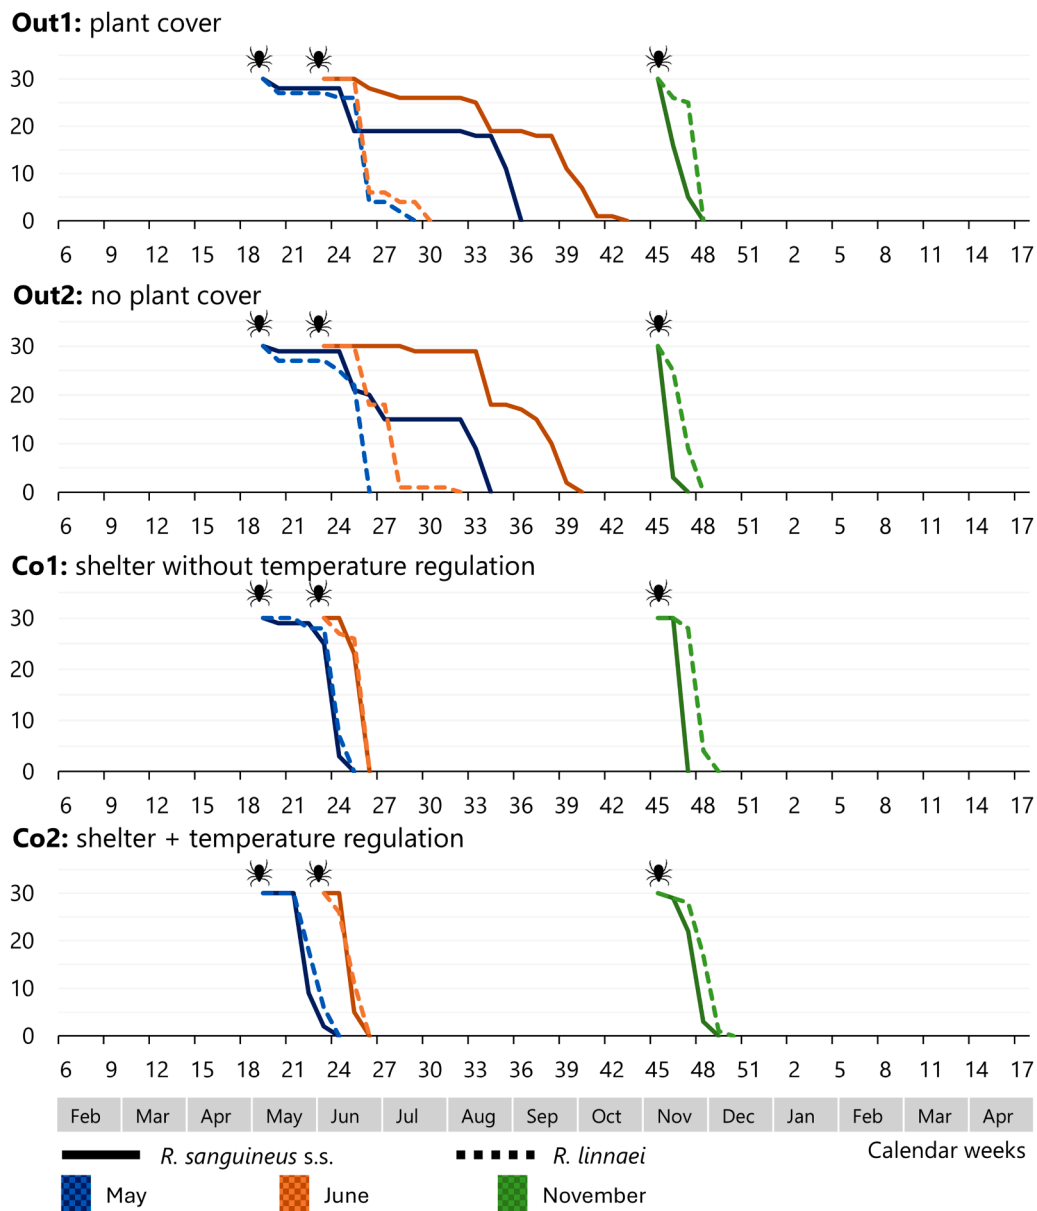 Out1: plant cover
30
20
10
0
6 9 12 15 18 21 24 27 30 33 36 39 42 45 48 51 2 5 8 11 14 17
Out2: no plant cover
30
20
10
0
6 9 12 15 18 21 24 27 30 33 36 39 42 45 48 51 2 5 8 11 14 17
Co1: shelter without temperature regulation
30
20
10
0
6 9 12 15 18 21 24 27 30 33 36 39 42 45 48 51 2 5 8 11 14 17
Co2: shelter + temperature regulation
30
20
10
0
6 9 12 15 18 21 24 27 30 33 36 39 42 45 48 51 2 5 8 11 14 17
Feb Mar Apr May Jun Jul Aug Sep Oct Nov Dec Jan Feb Mar Apr
Calendar weeks
R. sanguineus s.s. R. linnaei
May June November